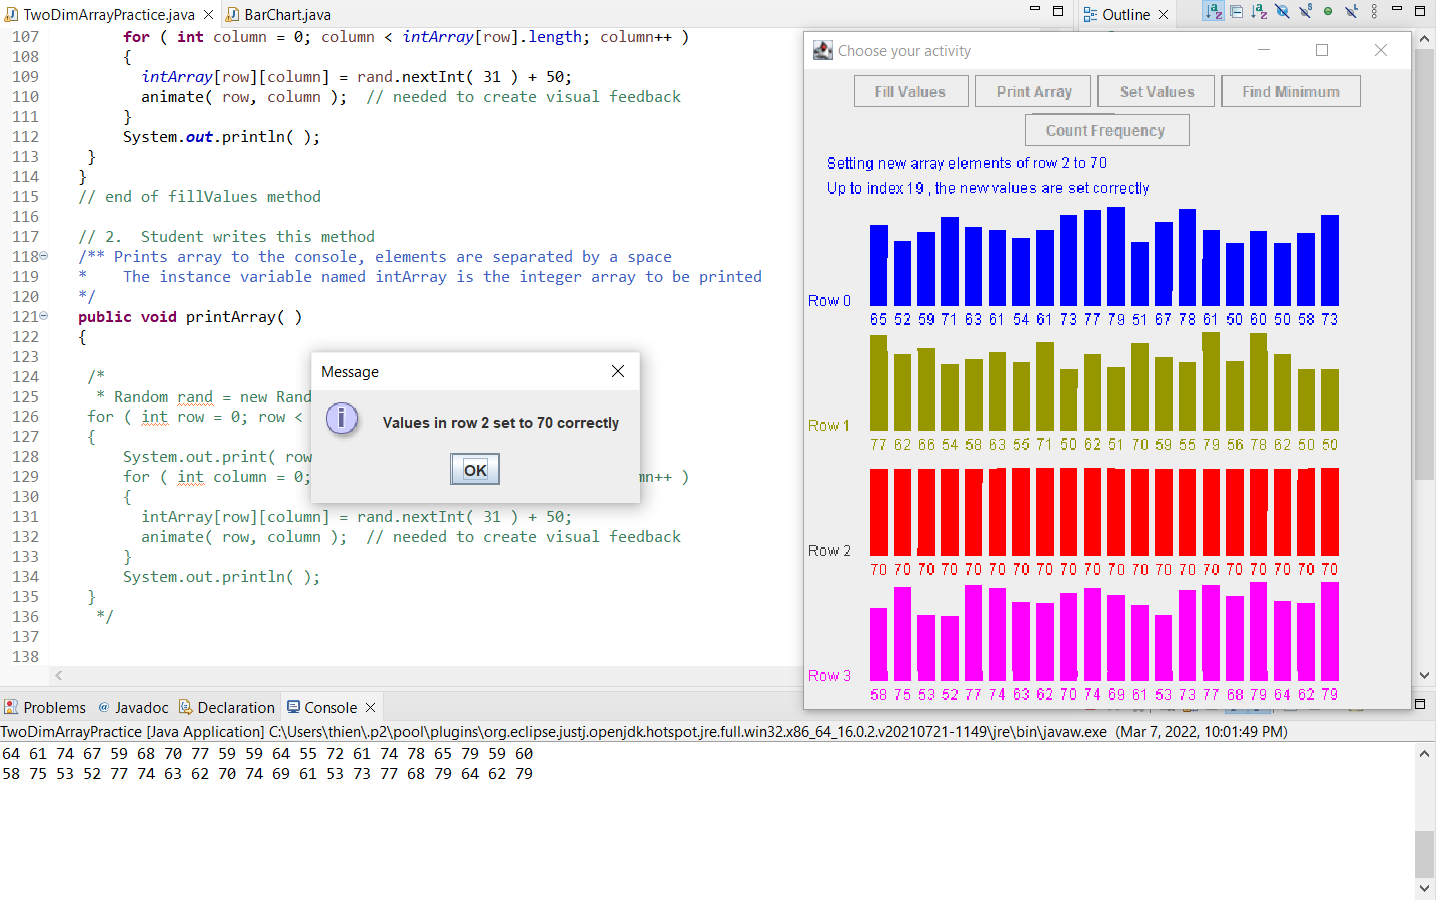 TwoDimArrayPractice.java
BarChart.java
Outline
107 for ( int column = 0; column < intArray[row].length; column++ )
108 {
109 intArray[row][column] = rand.nextInt( 31 ) + 50;
110 animate( row, column ); // needed to create visual feedback
111 }
112 System.out.println( );
113 }
114 }
115 // end of fillValues method
116
117 // 2. Student writes this method
118 /** Prints array to the console, elements are separated by a space
119 * The instance variable named intArray is the integer array to be printed
120 */
121 public void printArray( )
122 {
123
124 /*
125 * Random rand = new Rand
126 for ( int row = 0; row <
127 {
128 System.out.print( row
129 for ( int column = 0; mn++ )
130 {
131 intArray[row][column] = rand.nextInt( 31 ) + 50;
132 animate( row, column ); // needed to create visual feedback
133 }
134 System.out.println( );
135 }
136 */
137
138
Message
Values in row 2 set to 70 correctly
OK
Choose your activity
Fill Values Print Array Set Values Find Minimum
Count Frequency
Setting new array elements of row 2 to 70
Up to index 19 , the new values are set correctly
Row 0
65 52 59 71 63 61 54 61 73 77 79 51 67 78 61 50 60 50 58 73
Row 1
77 62 66 54 58 63 55 71 50 62 51 70 59 55 79 56 78 62 50 50
Row 2
70 70 70 70 70 70 70 70 70 70 70 70 70 70 70 70 70 70 70 70
Row 3
58 75 53 52 77 74 63 62 70 74 69 61 53 73 77 68 79 64 62 79
Problems Javadoc Declaration Console
TwoDimArrayPractice [Java Application] C:\Users\thien\.p2\pool\plugins\org.eclipse.justj.openjdk.hotspot.jre.full.win32.x86_64_16.0.2.v20210721-1149\jre\bin\javaw.exe (Mar 7, 2022, 10:01:49 PM)
64 61 74 67 59 68 70 77 59 59 64 55 72 61 74 78 65 79 59 60
58 75 53 52 77 74 63 62 70 74 69 61 53 73 77 68 79 64 62 79